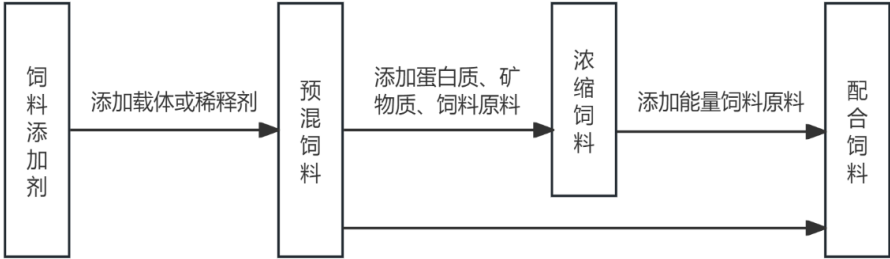 饲料添加剂
添加载体或稀释剂
预混饲料
添加蛋白质、矿
物质、饲料原料
浓缩饲料
添加能量饲料原料
配合饲料